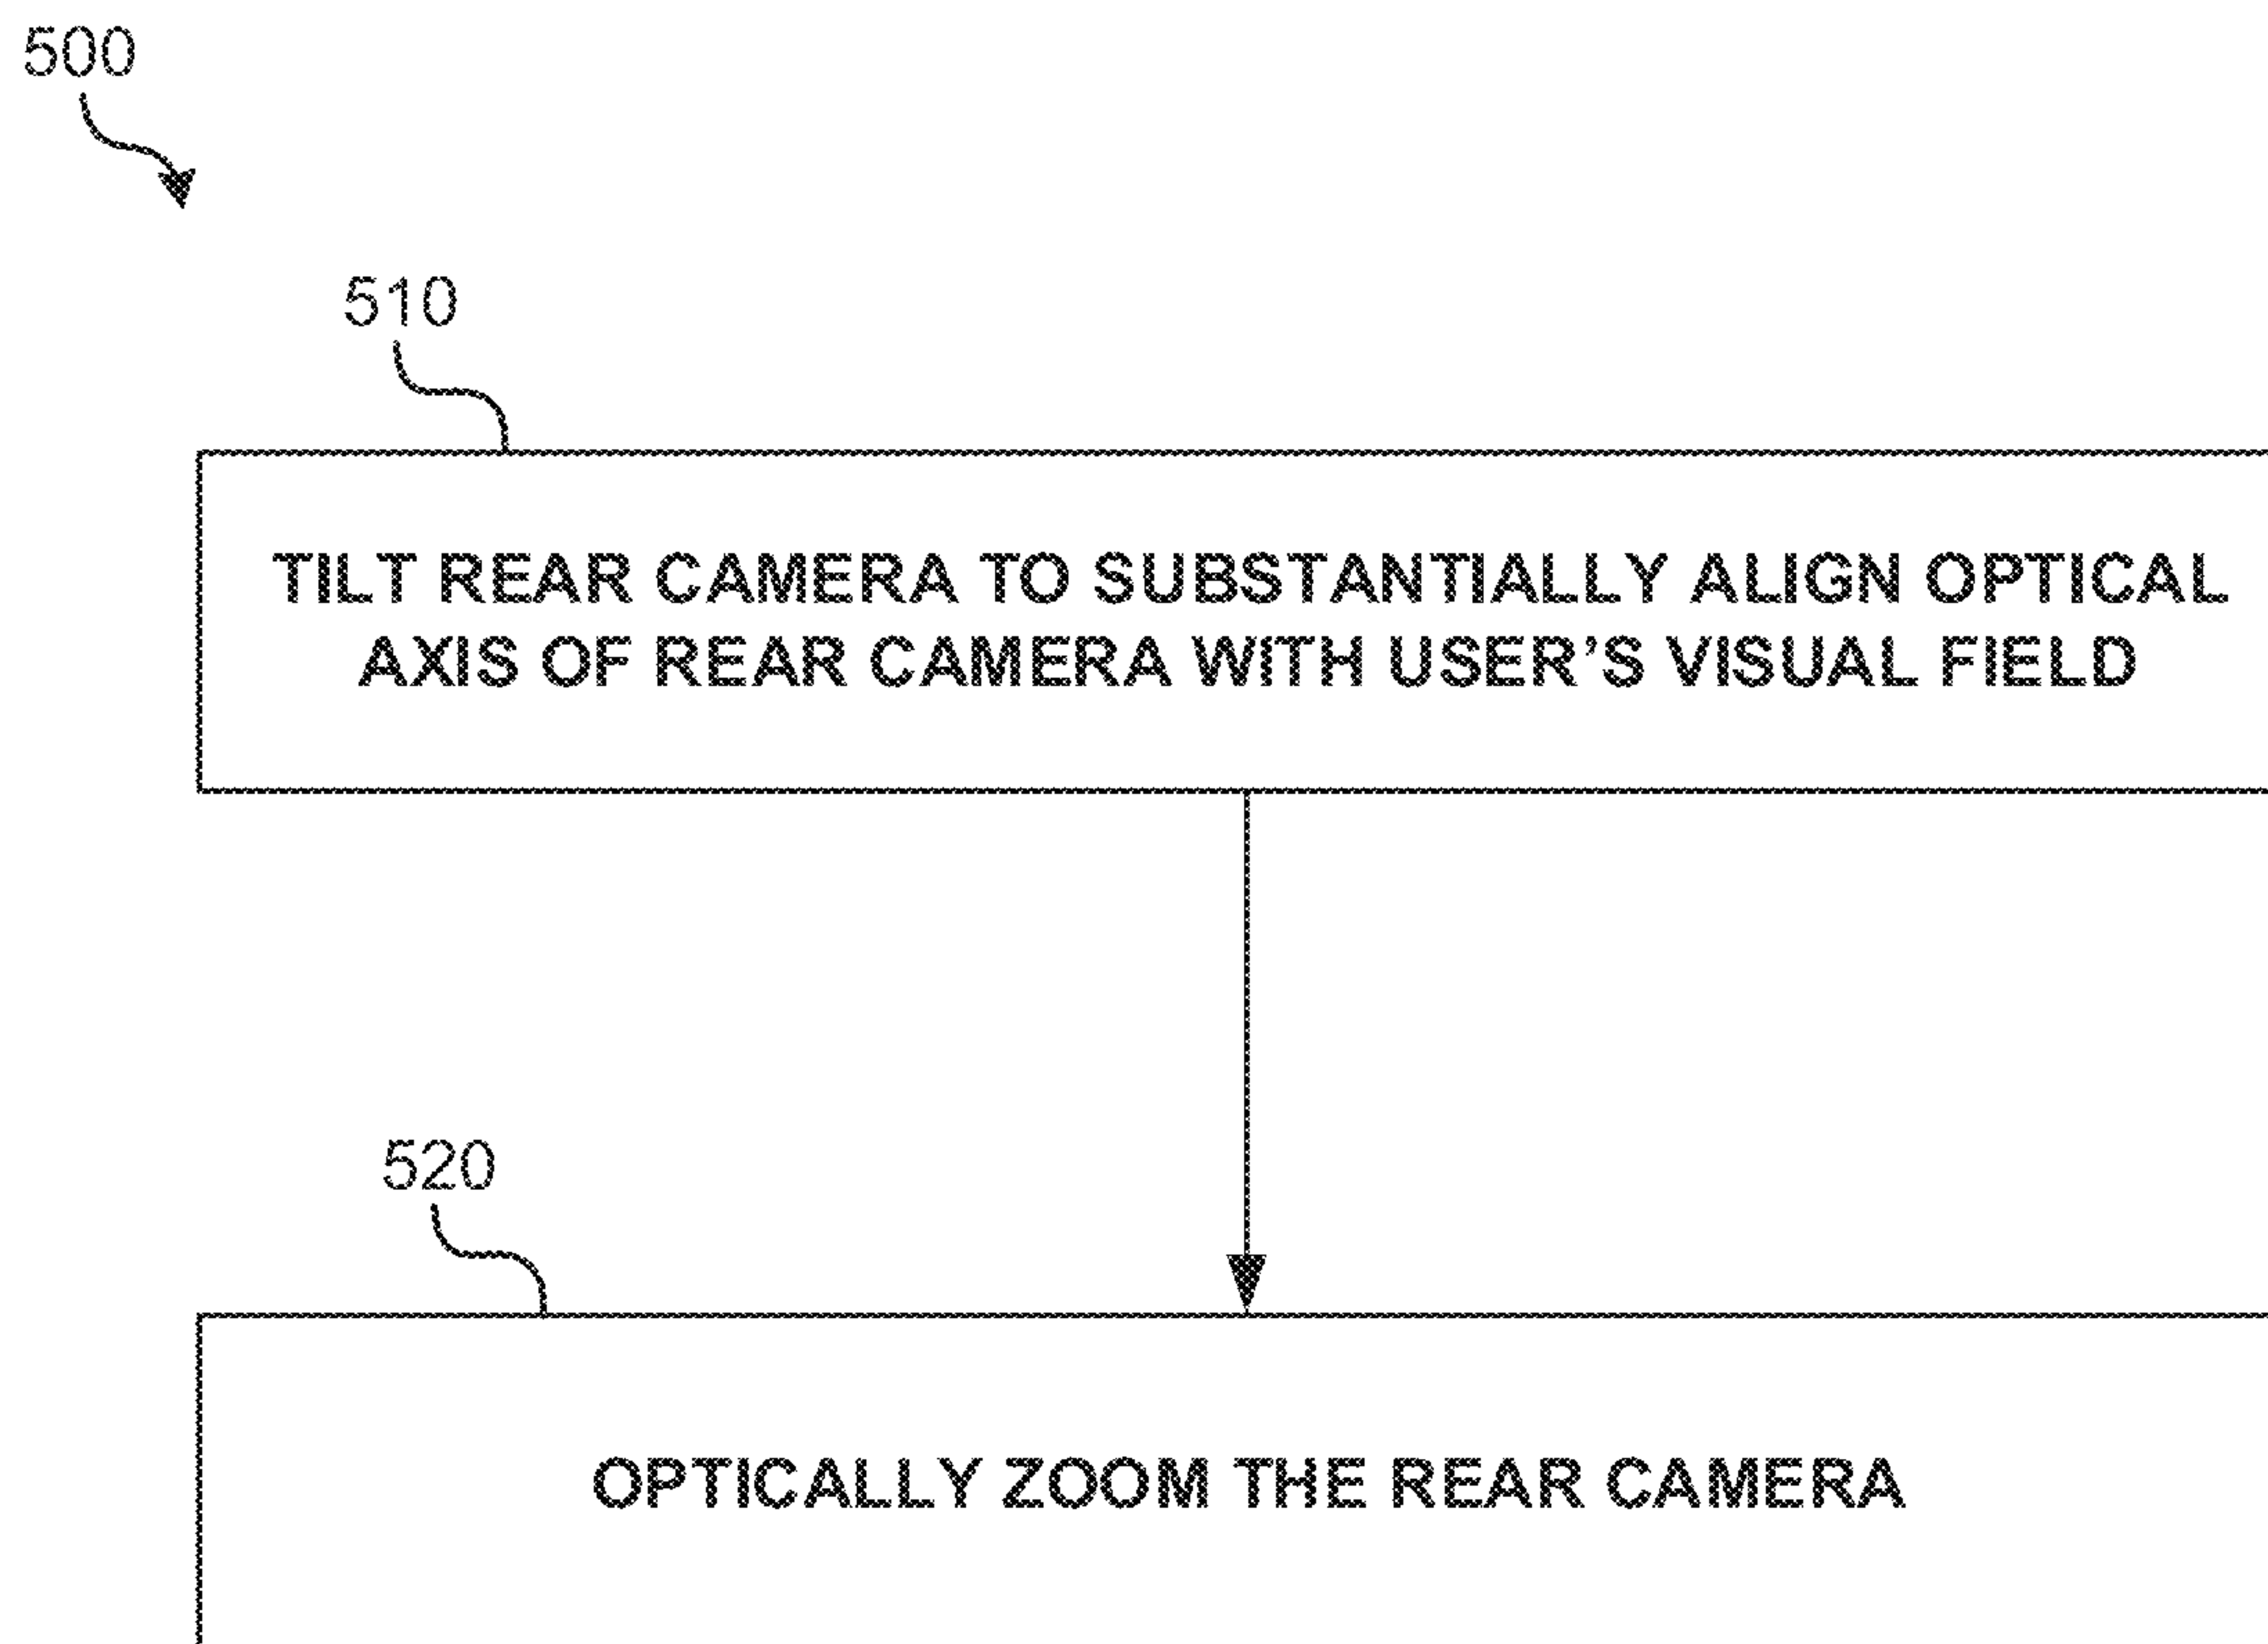 500
510
TILT REAR CAMERA TO SUBSTANTIALLY ALIGN OPTICAL
AXIS OF REAR CAMERA WITH USER’S VISUAL FIELD
520
OPTICALLY ZOOM THE REAR CAMERA